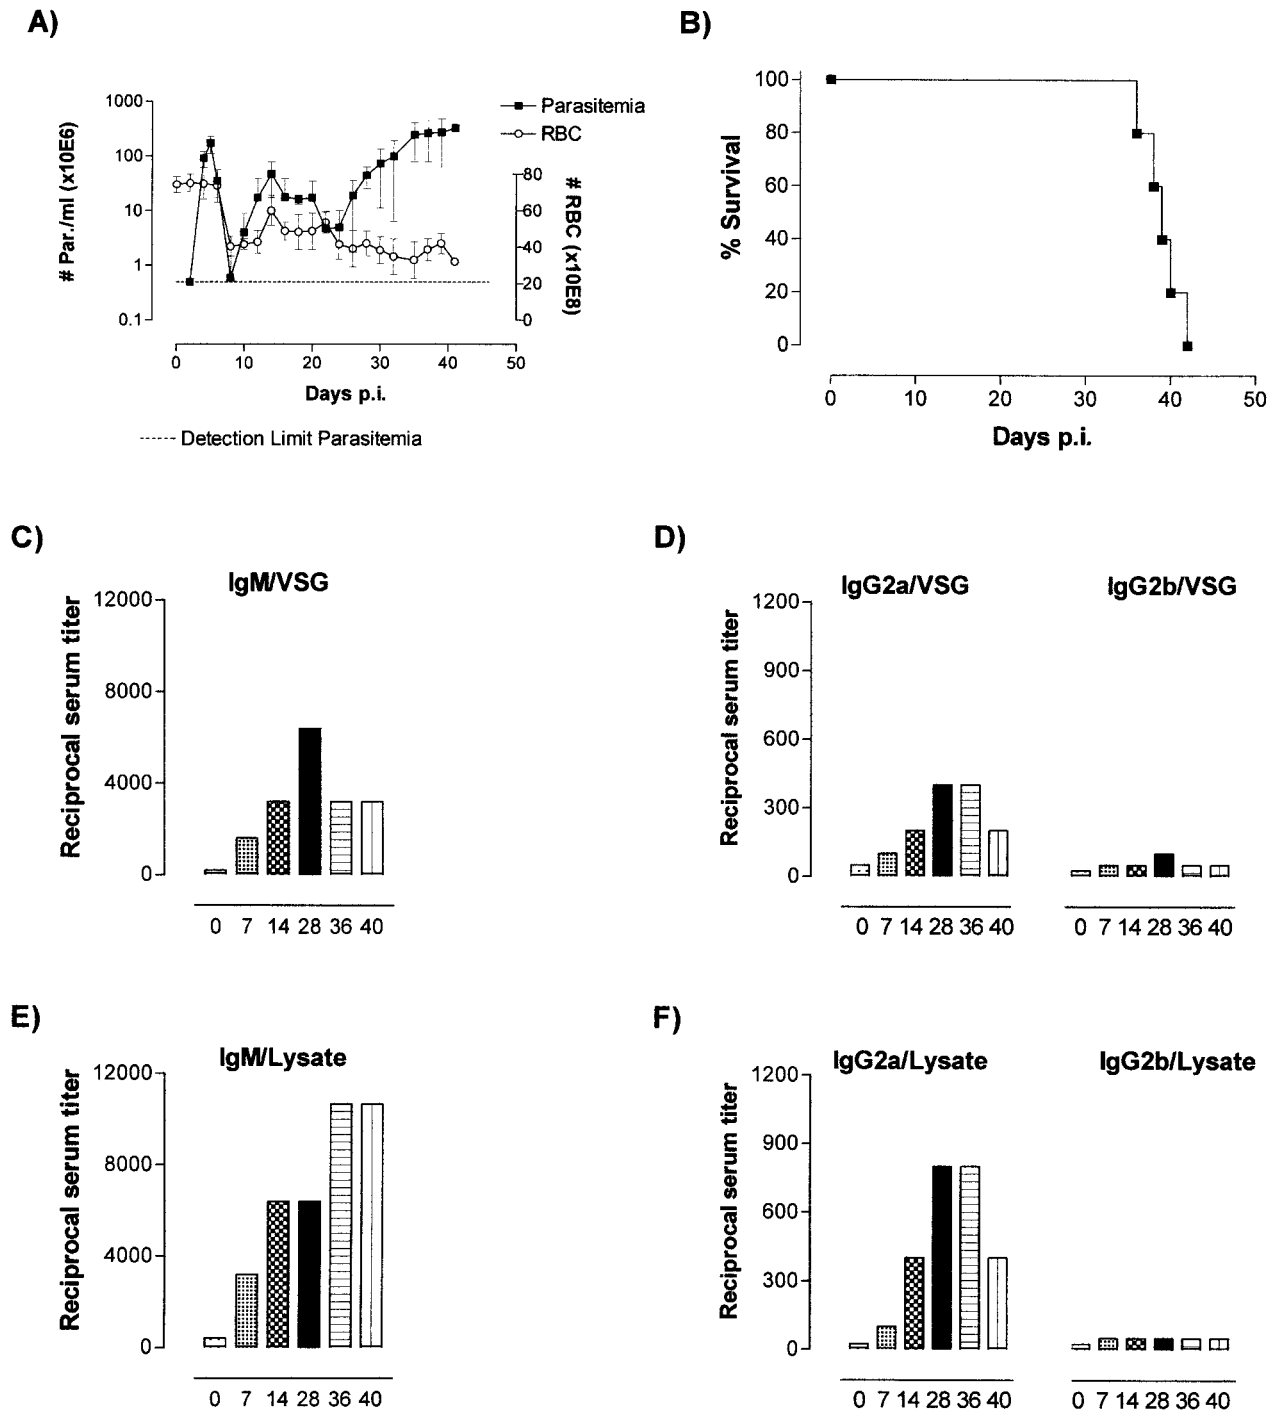 A)
1000
100
10
1
0.1
# Par./ml (x10E6)
Parasitemia
RBC
80
60
40
20
0
# RBC (x10E8)
0 10 20 30 40 50
Days p.i.
Detection Limit Parasitemia
B)
100
80
60
40
20
0
% Survival
0 10 20 30 40 50
Days p.i.
C)
IgM/VSG
12000
8000
4000
0
Reciprocal serum titer
0 7 14 28 36 40
D)
IgG2a/VSG IgG2b/VSG
1200
900
600
300
0
Reciprocal serum titer
0 7 14 28 36 40 0 7 14 28 36 40
E)
IgM/Lysate
12000
8000
4000
0
Reciprocal serum titer
0 7 14 28 36 40
F)
IgG2a/Lysate IgG2b/Lysate
1200
900
600
300
0
Reciprocal serum titer
0 7 14 28 36 40 0 7 14 28 36 40